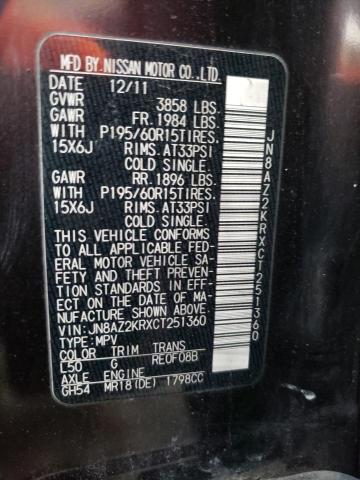 MFD BY NISSAN MOTOR CO., LTD.
DATE 12/11
GVWR 3858 LBS.
GAWR FR. 1984 LBS.
WITH P195/60R15TIRES,
15X6J RIMS, AT33PSI
COLD SINGLE.
GAWR RR. 1896 LBS.
WITH P195/60R15TIRES,
15X6J RIMS, AT33PSI
COLD SINGLE.
THIS VEHICLE CONFORMS
TO ALL APPLICABLE FED-
ERAL MOTOR VEHICLE SA-
FETY AND THEFT PREVEN-
TION STANDARDS IN EFF-
ECT ON THE DATE OF MA-
NUFACTURE SHOWN ABOVE.
VIN:JN8AZ2KRXCT251360
TYPE:MPV
COLOR TRIM TRANS
L50 G RE0F08B
AXLE ENGINE
GH54 MR18(DE) 1798CC
JN8AZ2KRXCT251360